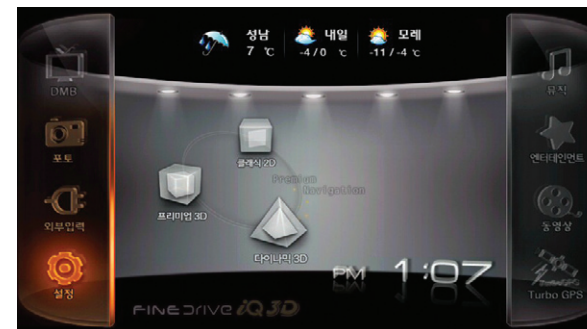 성남 내일 모레
7 ℃ -4/0 ℃ -11/-4 ℃
DMB
포토
외부입력
설정
클래식 2D
Premium
Navigation
프리미엄 3D
다이나믹 3D
PM 1:07
FINEDRIVE iQ 3D
뮤직
엔터테인먼트
동영상
Turbo GPS